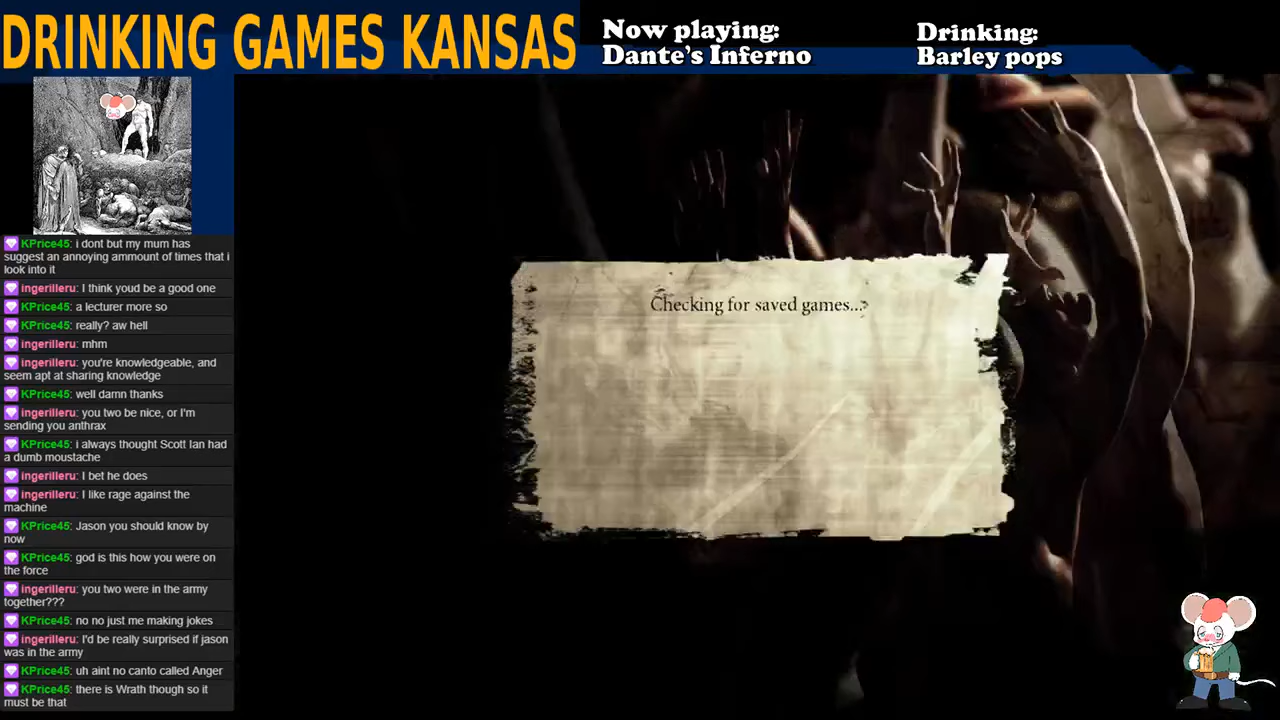 DRINKING GAMES KANSAS
Now playing:
Dante's Inferno
Drinking:
Barley pops
KPrice45: i dont but my mum has
suggest an annoying ammount of times that i
look into it
ingerilleru: I think youd be a good one
KPrice45: a lecturer more so
KPrice45: really? aw hell
ingerilleru: mhm
ingerilleru: you're knowledgeable, and
seem apt at sharing knowledge
KPrice45: well damn thanks
ingerilleru: you two be nice, or I'm
sending you anthrax
KPrice45: i always thought Scott Ian had
a dumb moustache
ingerilleru: I bet he does
ingerilleru: I like rage against the
machine
KPrice45: Jason you should know by
now
KPrice45: god is this how you were on
the force
ingerilleru: you two were in the army
together???
KPrice45: no no just me making jokes
ingerilleru: I'd be really surprised if jason
was in the army
KPrice45: uh aint no canto called Anger
KPrice45: there is Wrath though so it
must be that
Checking for saved games...